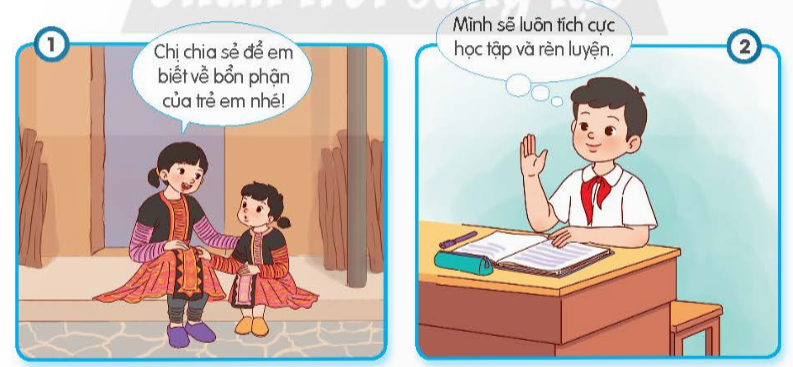 1
Chị chia sẻ để em
biết về bổn phận
của trẻ em nhé!
Mình sẽ luôn tích cực
học tập và rèn luyện.
2